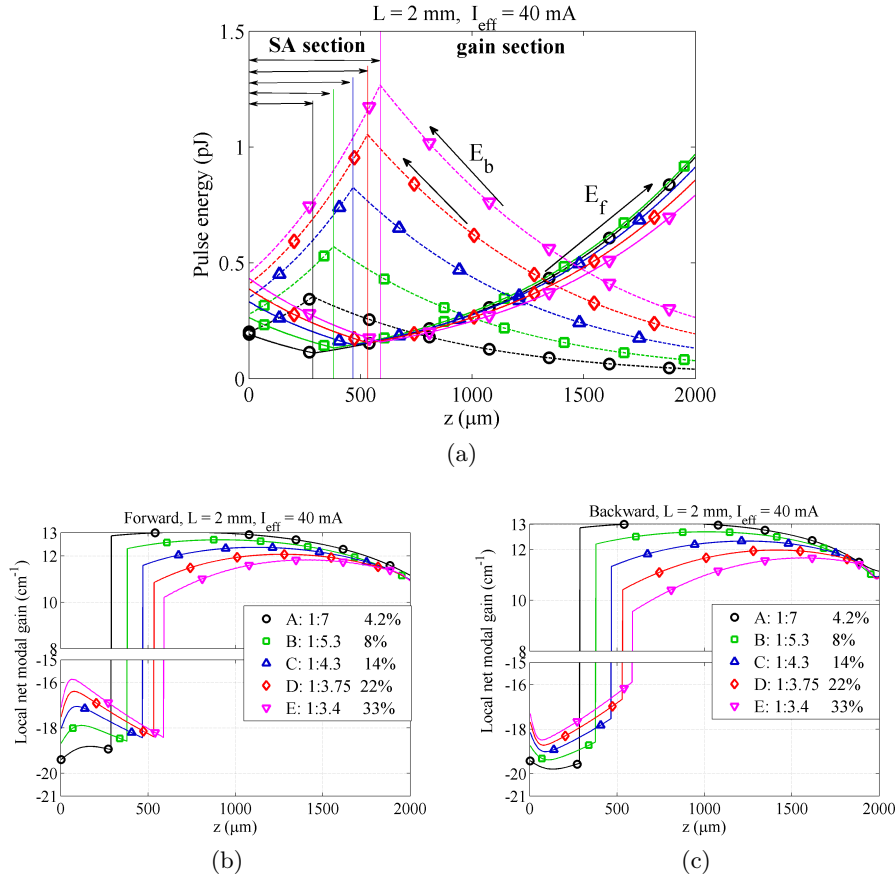 L = 2 mm, I_eff = 40 mA
SA section
gain section
E_b
E_f
Pulse energy (pJ)
1.5
1
0.5
0
0
500
1000
1500
2000
z (μm)
(a)
Forward, L = 2 mm, I_eff = 40 mA
Local net modal gain (cm⁻¹)
13
12
11
10
8
-15
-16
-17
-18
-19
-20
-21
A: 1:7 4.2%
B: 1:5.3 8%
C: 1:4.3 14%
D: 1:3.75 22%
E: 1:3.4 33%
0
500
1000
1500
2000
z (μm)
(b)
Backward, L = 2 mm, I_eff = 40 mA
Local net modal gain (cm⁻¹)
13
12
10
8
-15
-16
-18
-19
-20
-21
A: 1:7 4.2%
B: 1:5.3 8%
C: 1:4.3 14%
D: 1:3.75 22%
E: 1:3.4 33%
0
500
1000
1500
2000
z (μm)
(c)